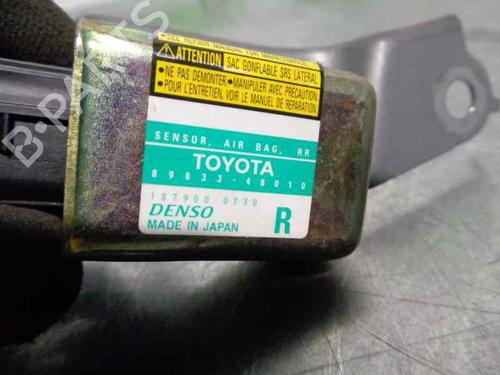 SEE REPAIR MANUAL FOR MAINTENANCE
ATTENTION SAC GONFLABLE SRS LATERAL
•NE PAS DEMONTER •MANIPULER AVEC PRECAUTION
•POUR L'ENTRETIEN, VOIR LE MANUEL DE REPARATION
SENSOR, AIR BAG, RR
TOYOTA
89833-48010
187900-0730
DENSO
MADE IN JAPAN
R
B-PARTS